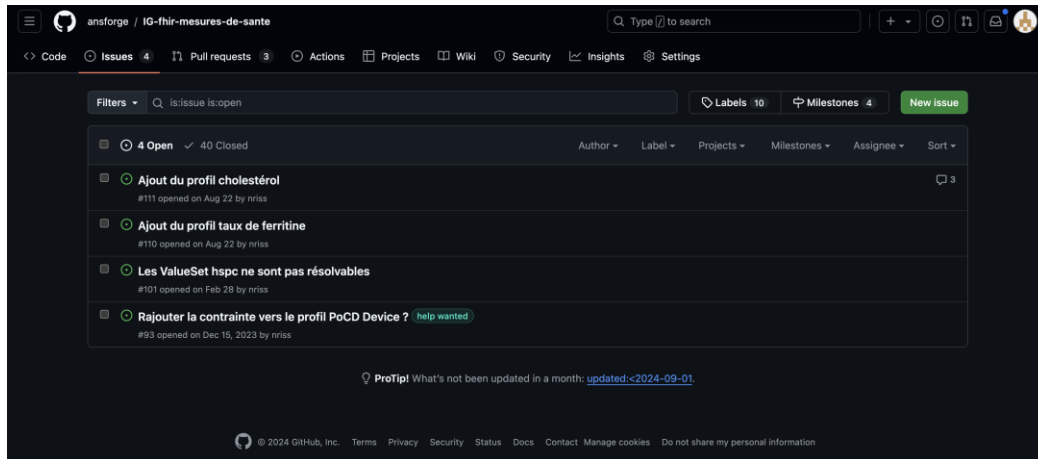 ansforge / IG-fhir-mesures-de-sante
Type / to search
Code Issues 4 Pull requests 3 Actions Projects Wiki Security Insights Settings
Filters is:issue is:open Labels 10 Milestones 4 New issue
4 Open 40 Closed Author Label Projects Milestones Assignee Sort
Ajout du profil cholestérol 3
#111 opened on Aug 22 by nriss
Ajout du profil taux de ferritine
#110 opened on Aug 22 by nriss
Les ValueSet hspc ne sont pas résolvables
#101 opened on Feb 28 by nriss
Rajouter la contrainte vers le profil PoCD Device ? help wanted
#93 opened on Dec 15, 2023 by nriss
ProTip! What's not been updated in a month: updated:<2024-09-01.
© 2024 GitHub, Inc. Terms Privacy Security Status Docs Contact Manage cookies Do not share my personal information